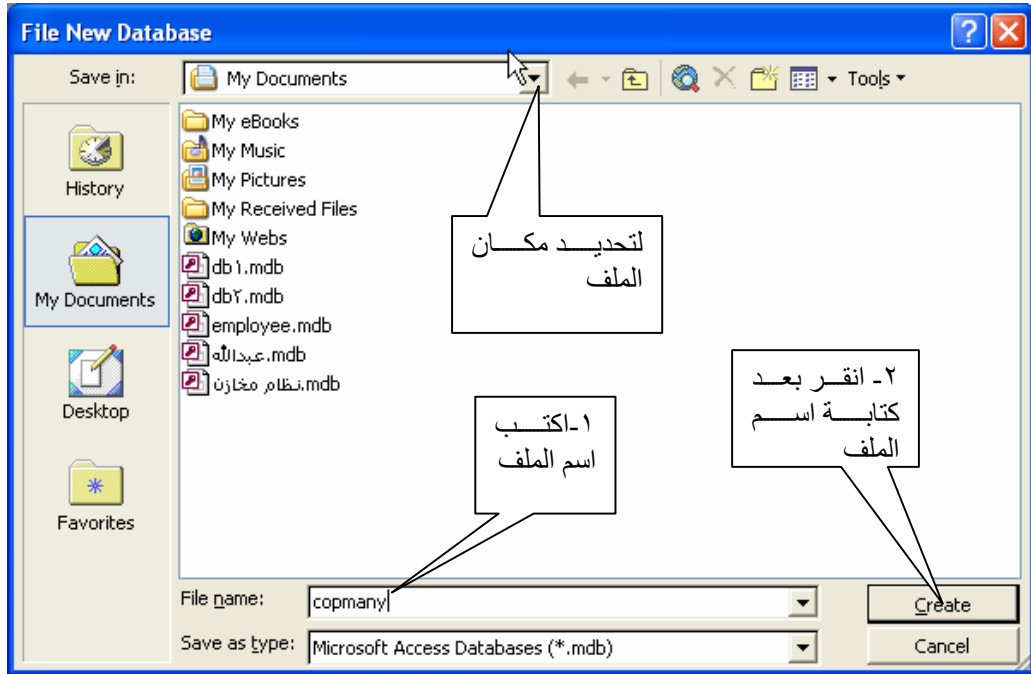 File New Database
Save in:
My Documents
Tools
History
My Documents
Desktop
Favorites
My eBooks
My Music
My Pictures
My Received Files
My Webs
db١.mdb
db٢.mdb
employee.mdb
عبدالله.mdb
نظام مخازن.mdb
لتحديد مكان
الملف
١-اكتب
اسم الملف
٢- انقر بعد
كتابة اسم
الملف
File name:
copmany
Create
Save as type:
Microsoft Access Databases (*.mdb)
Cancel